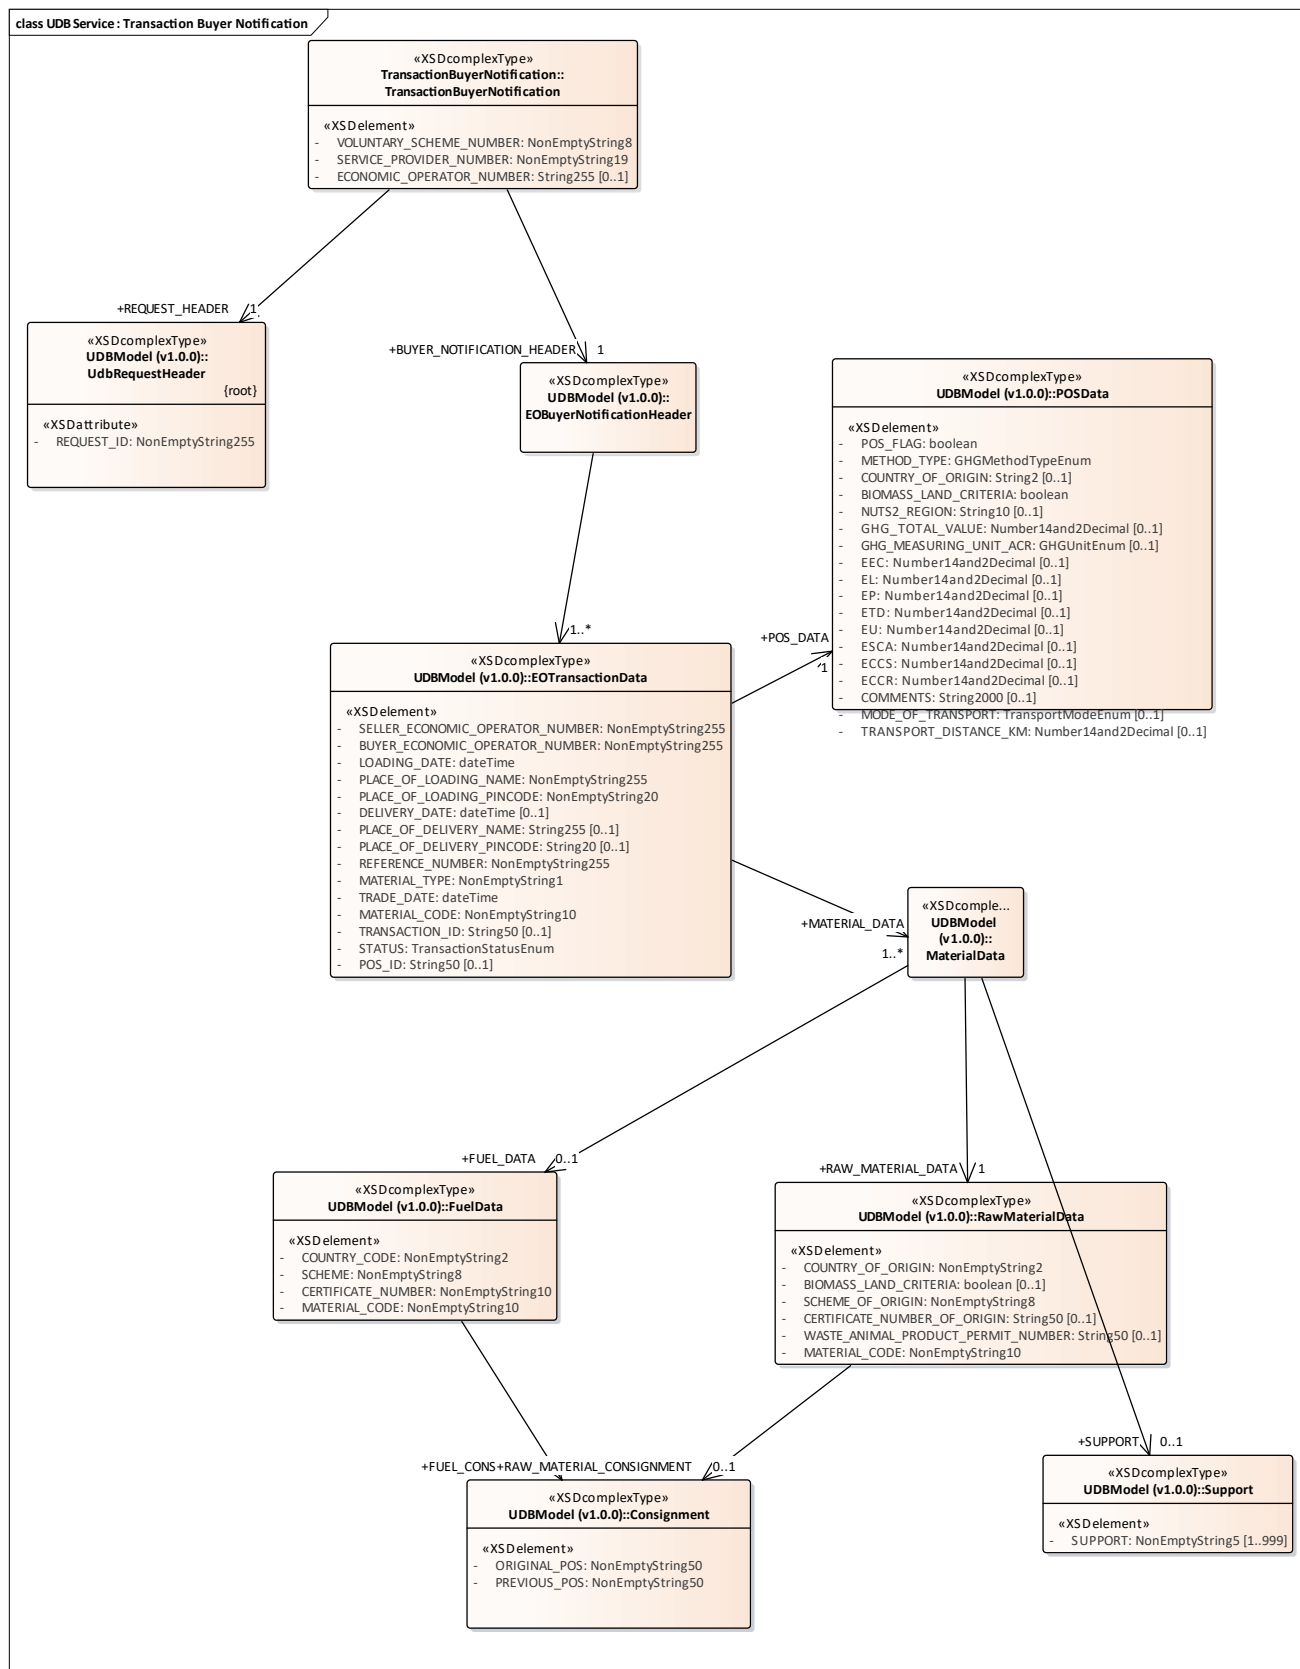 class UDB Service : Transaction Buyer Notification
«XSDcomplexType»
TransactionBuyerNotification::
TransactionBuyerNotification
«XSDelement»
- VOLUNTARY_SCHEME_NUMBER: NonEmptyString8
- SERVICE_PROVIDER_NUMBER: NonEmptyString19
- ECONOMIC_OPERATOR_NUMBER: String255 [0..1]
+REQUEST_HEADER 1
«XSDcomplexType»
UDBModel (v1.0.0)::
UdbRequestHeader
{root}
«XSDattribute»
- REQUEST_ID: NonEmptyString255
+BUYER_NOTIFICATION_HEADER 1
«XSDcomplexType»
UDBModel (v1.0.0)::
EOBuyerNotificationHeader
«XSDcomplexType»
UDBModel (v1.0.0)::POSData
«XSDelement»
- POS_FLAG: boolean
- METHOD_TYPE: GHGMethodTypeEnum
- COUNTRY_OF_ORIGIN: String2 [0..1]
- BIOMASS_LAND_CRITERIA: boolean
- NUTS2_REGION: String10 [0..1]
- GHG_TOTAL_VALUE: Number14and2Decimal [0..1]
- GHG_MEASURING_UNIT_ACR: GHGUnitEnum [0..1]
- EEC: Number14and2Decimal [0..1]
- EL: Number14and2Decimal [0..1]
- EP: Number14and2Decimal [0..1]
- ETD: Number14and2Decimal [0..1]
- EU: Number14and2Decimal [0..1]
- ESCA: Number14and2Decimal [0..1]
- ECCS: Number14and2Decimal [0..1]
- ECCR: Number14and2Decimal [0..1]
- COMMENTS: String2000 [0..1]
- MODE_OF_TRANSPORT: TransportModeEnum [0..1]
- TRANSPORT_DISTANCE_KM: Number14and2Decimal [0..1]
1..*
+POS_DATA
1
«XSDcomplexType»
UDBModel (v1.0.0)::EOTransactionData
«XSDelement»
- SELLER_ECONOMIC_OPERATOR_NUMBER: NonEmptyString255
- BUYER_ECONOMIC_OPERATOR_NUMBER: NonEmptyString255
- LOADING_DATE: dateTime
- PLACE_OF_LOADING_NAME: NonEmptyString255
- PLACE_OF_LOADING_PINCODE: NonEmptyString20
- DELIVERY_DATE: dateTime [0..1]
- PLACE_OF_DELIVERY_NAME: String255 [0..1]
- PLACE_OF_DELIVERY_PINCODE: String20 [0..1]
- REFERENCE_NUMBER: NonEmptyString255
- MATERIAL_TYPE: NonEmptyString1
- TRADE_DATE: dateTime
- MATERIAL_CODE: NonEmptyString10
- TRANSACTION_ID: String50 [0..1]
- STATUS: TransactionStatusEnum
- POS_ID: String50 [0..1]
+MATERIAL_DATA
1..*
«XSDcomple...
UDBModel
(v1.0.0)::
MaterialData
+FUEL_DATA 0..1
«XSDcomplexType»
UDBModel (v1.0.0)::FuelData
«XSDelement»
- COUNTRY_CODE: NonEmptyString2
- SCHEME: NonEmptyString8
- CERTIFICATE_NUMBER: NonEmptyString10
- MATERIAL_CODE: NonEmptyString10
+RAW_MATERIAL_DATA 1
«XSDcomplexType»
UDBModel (v1.0.0)::RawMaterialData
«XSDelement»
- COUNTRY_OF_ORIGIN: NonEmptyString2
- BIOMASS_LAND_CRITERIA: boolean [0..1]
- SCHEME_OF_ORIGIN: NonEmptyString8
- CERTIFICATE_NUMBER_OF_ORIGIN: String50 [0..1]
- WASTE_ANIMAL_PRODUCT_PERMIT_NUMBER: String50 [0..1]
- MATERIAL_CODE: NonEmptyString10
+FUEL_CONS+RAW_MATERIAL_CONSIGNMENT 0..1
«XSDcomplexType»
UDBModel (v1.0.0)::Consignment
«XSDelement»
- ORIGINAL_POS: NonEmptyString50
- PREVIOUS_POS: NonEmptyString50
+SUPPORT 0..1
«XSDcomplexType»
UDBModel (v1.0.0)::Support
«XSDelement»
- SUPPORT: NonEmptyString5 [1..999]